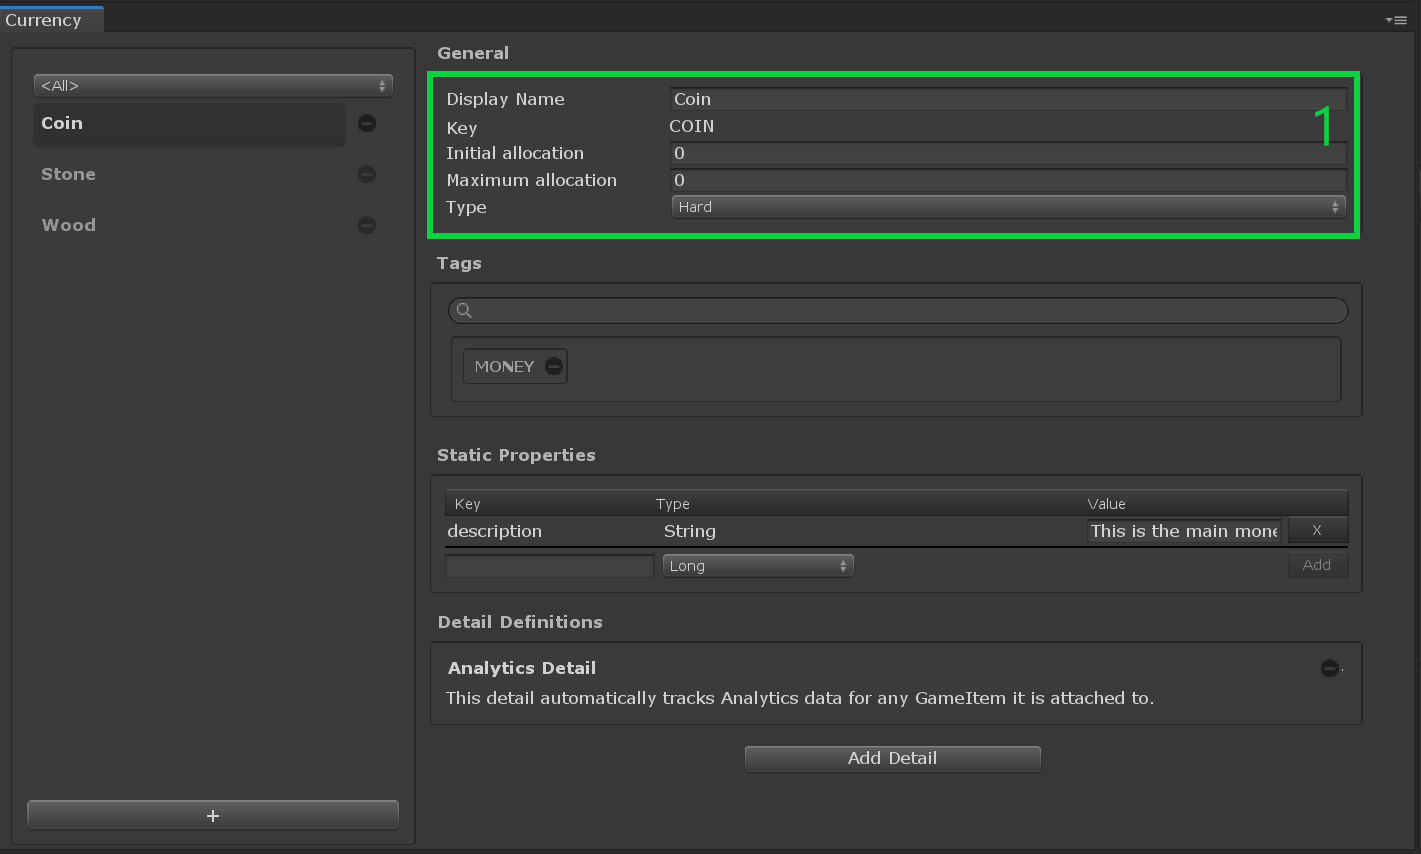 Currency
<All>
Coin
Stone
Wood
+
General
Display Name Coin
Key COIN
Initial allocation 0
Maximum allocation 0
Type Hard
1
Tags
MONEY
Static Properties
Key Type Value
description String This is the main mone X
Long Add
Detail Definitions
Analytics Detail
This detail automatically tracks Analytics data for any GameItem it is attached to.
Add Detail